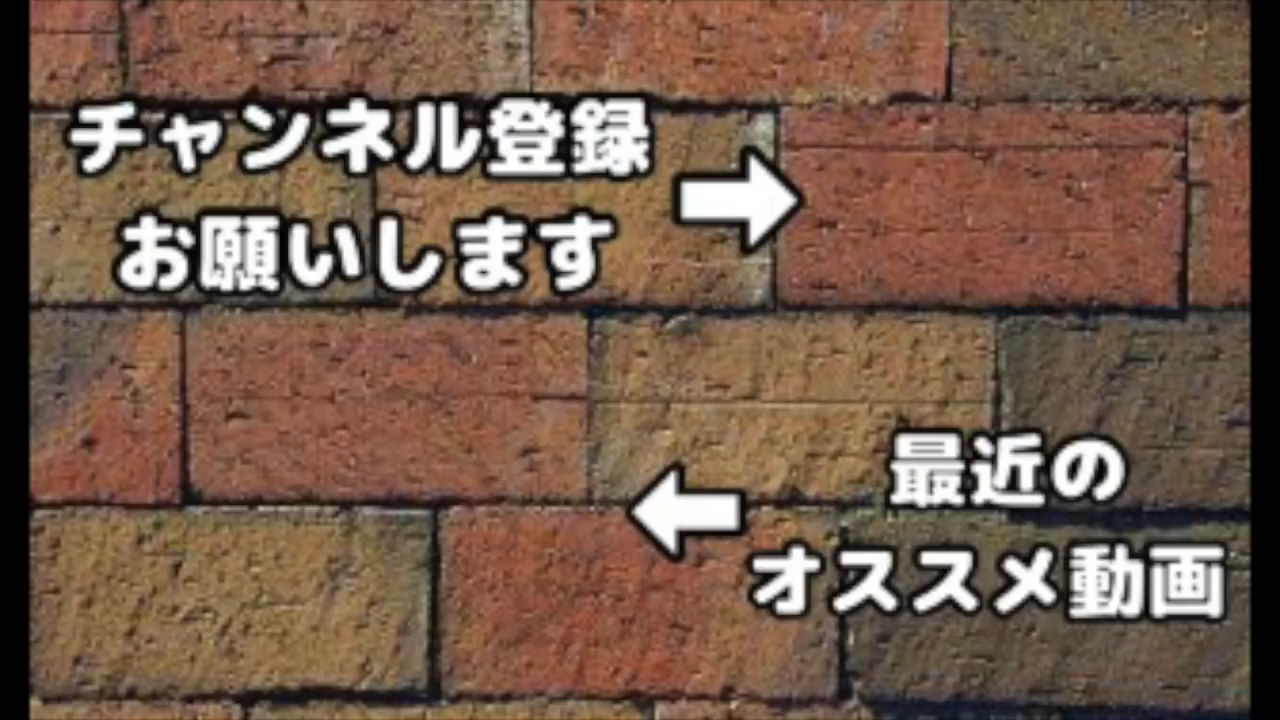 チャンネル登録
お願いします
最近の
オススメ動画